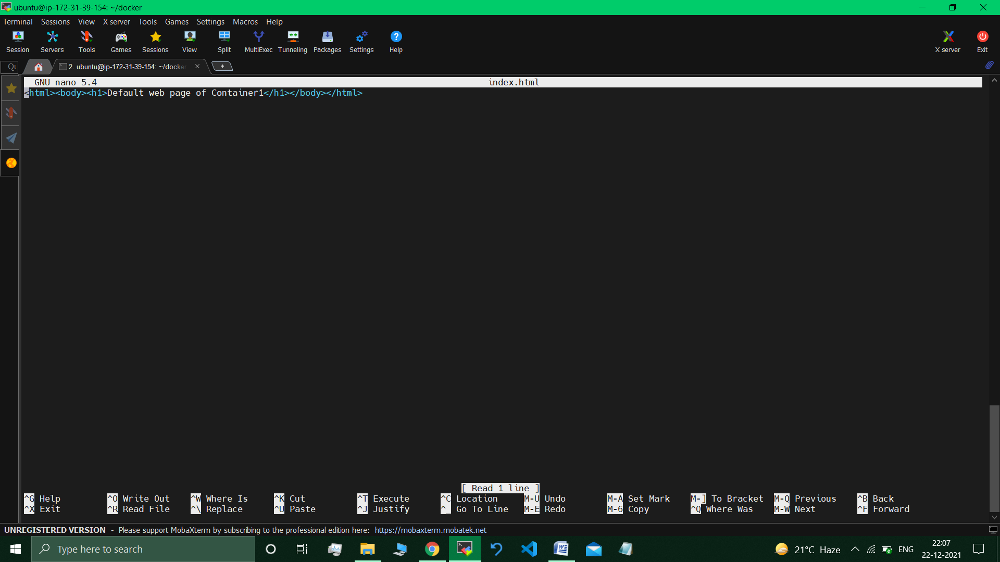 ubuntu@ip-172-31-39-154: ~/docker
Terminal Sessions View X server Tools Games Settings Macros Help
Session Servers Tools Games Sessions View Split MultiExec Tunneling Packages Settings Help X server Exit
2. ubuntu@ip-172-31-39-154: ~/docker
GNU nano 5.4 index.html
<html><body><h1>Default web page of Container1</h1></body></html>
[ Read 1 line ]
^G Help ^O Write Out ^W Where Is ^K Cut ^T Execute ^C Location M-U Undo M-A Set Mark M-] To Bracket M-Q Previous ^B Back
^X Exit ^R Read File ^\ Replace ^U Paste ^J Justify ^_ Go To Line M-E Redo M-6 Copy ^Q Where Was M-W Next ^F Forward
UNREGISTERED VERSION - Please support MobaXterm by subscribing to the professional edition here: https://mobaxterm.mobatek.net
Type here to search
21°C Haze
ENG
22:07
22-12-2021